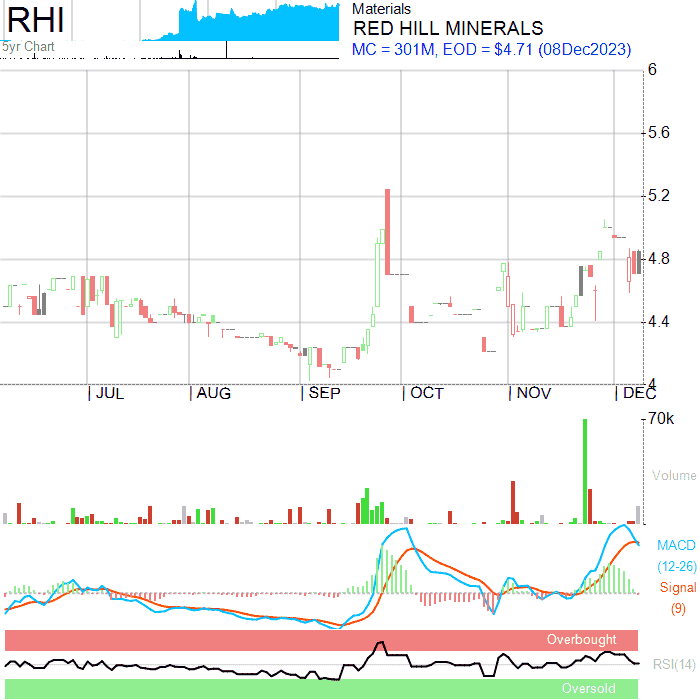 RHI
5yr Chart
Materials
RED HILL MINERALS
MC = 301M, EOD = $4.71 (08Dec2023)
6
5.6
5.2
4.8
4.4
4
JUL
AUG
SEP
OCT
NOV
DEC
70k
Volume
MACD
(12-26)
Signal
(9)
Overbought
RSI(14)
Oversold